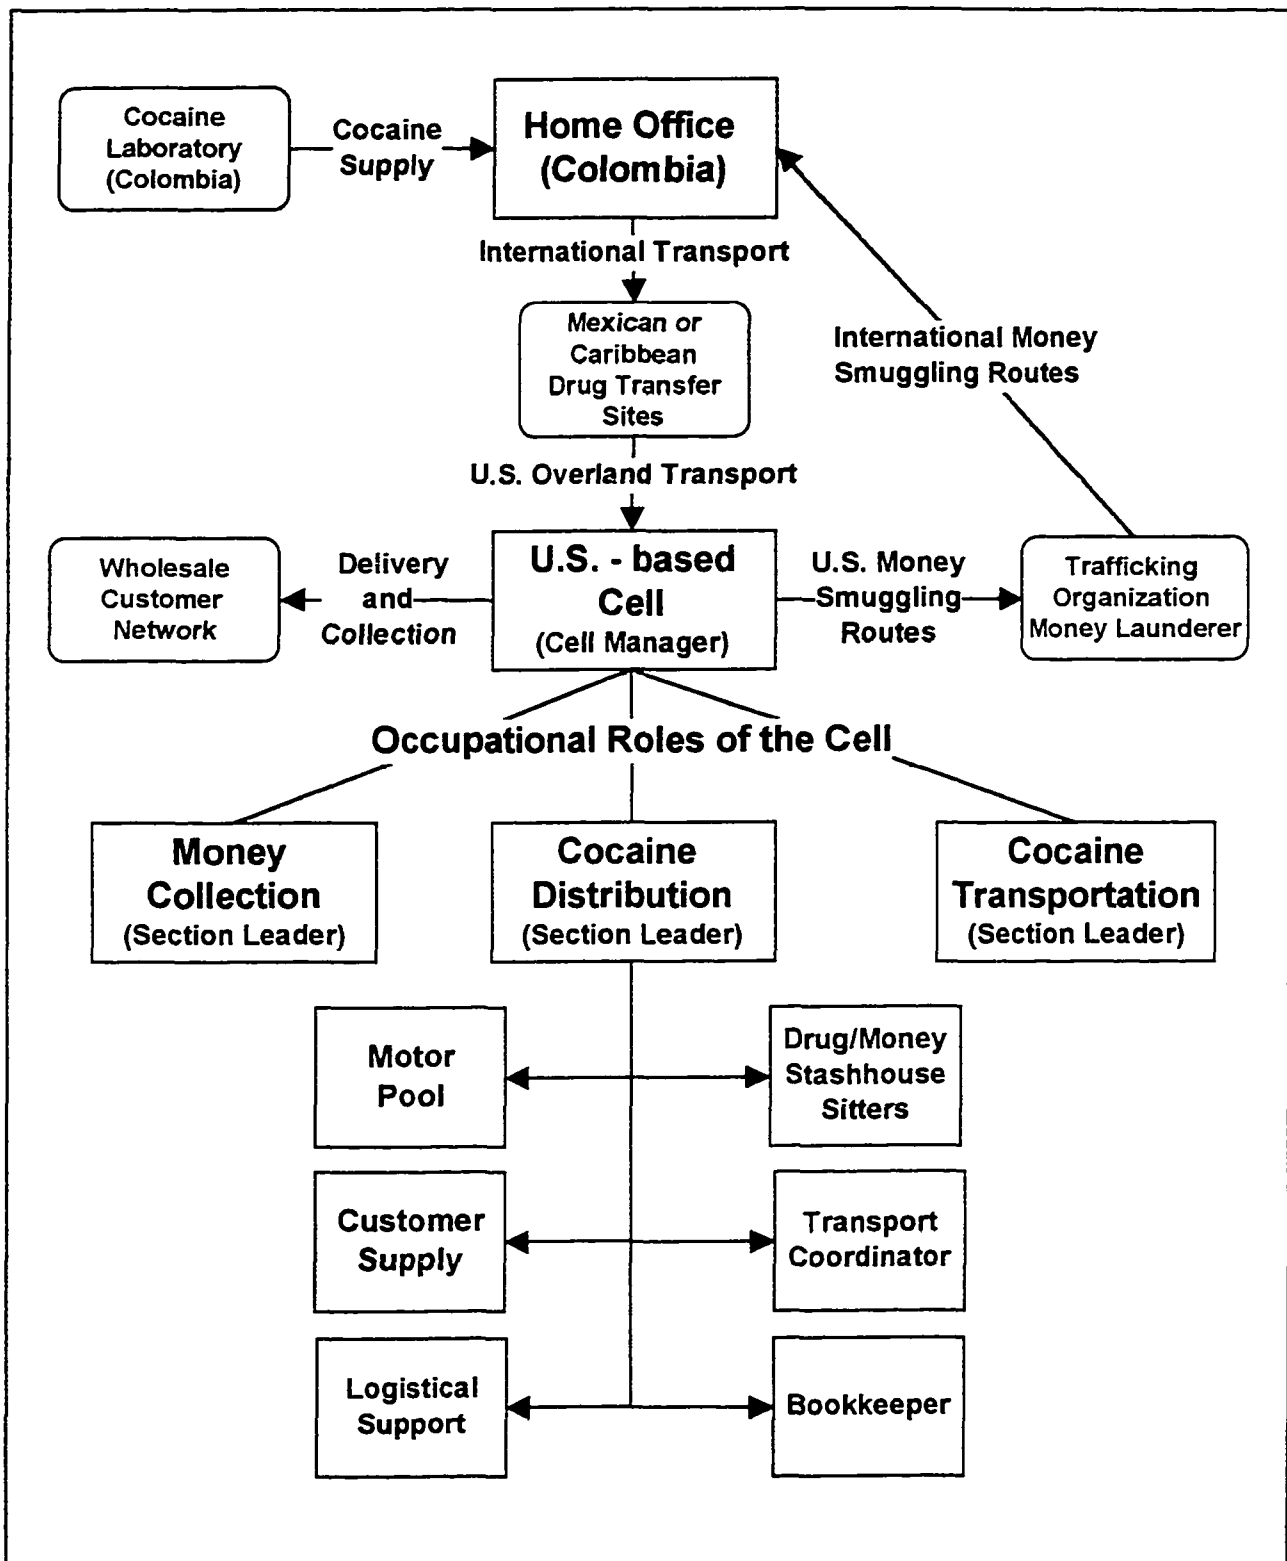 Cocaine
Laboratory
(Colombia)
Cocaine
Supply
Home Office
(Colombia)
International Transport
Mexican or
Caribbean
Drug Transfer
Sites
International Money
Smuggling Routes
U.S. Overland Transport
Wholesale
Customer
Network
Delivery
and
Collection
U.S. - based
Cell
(Cell Manager)
U.S. Money
Smuggling
Routes
Trafficking
Organization
Money Launderer
Occupational Roles of the Cell
Money
Collection
(Section Leader)
Cocaine
Distribution
(Section Leader)
Cocaine
Transportation
(Section Leader)
Motor
Pool
Drug/Money
Stashhouse
Sitters
Customer
Supply
Transport
Coordinator
Logistical
Support
Bookkeeper